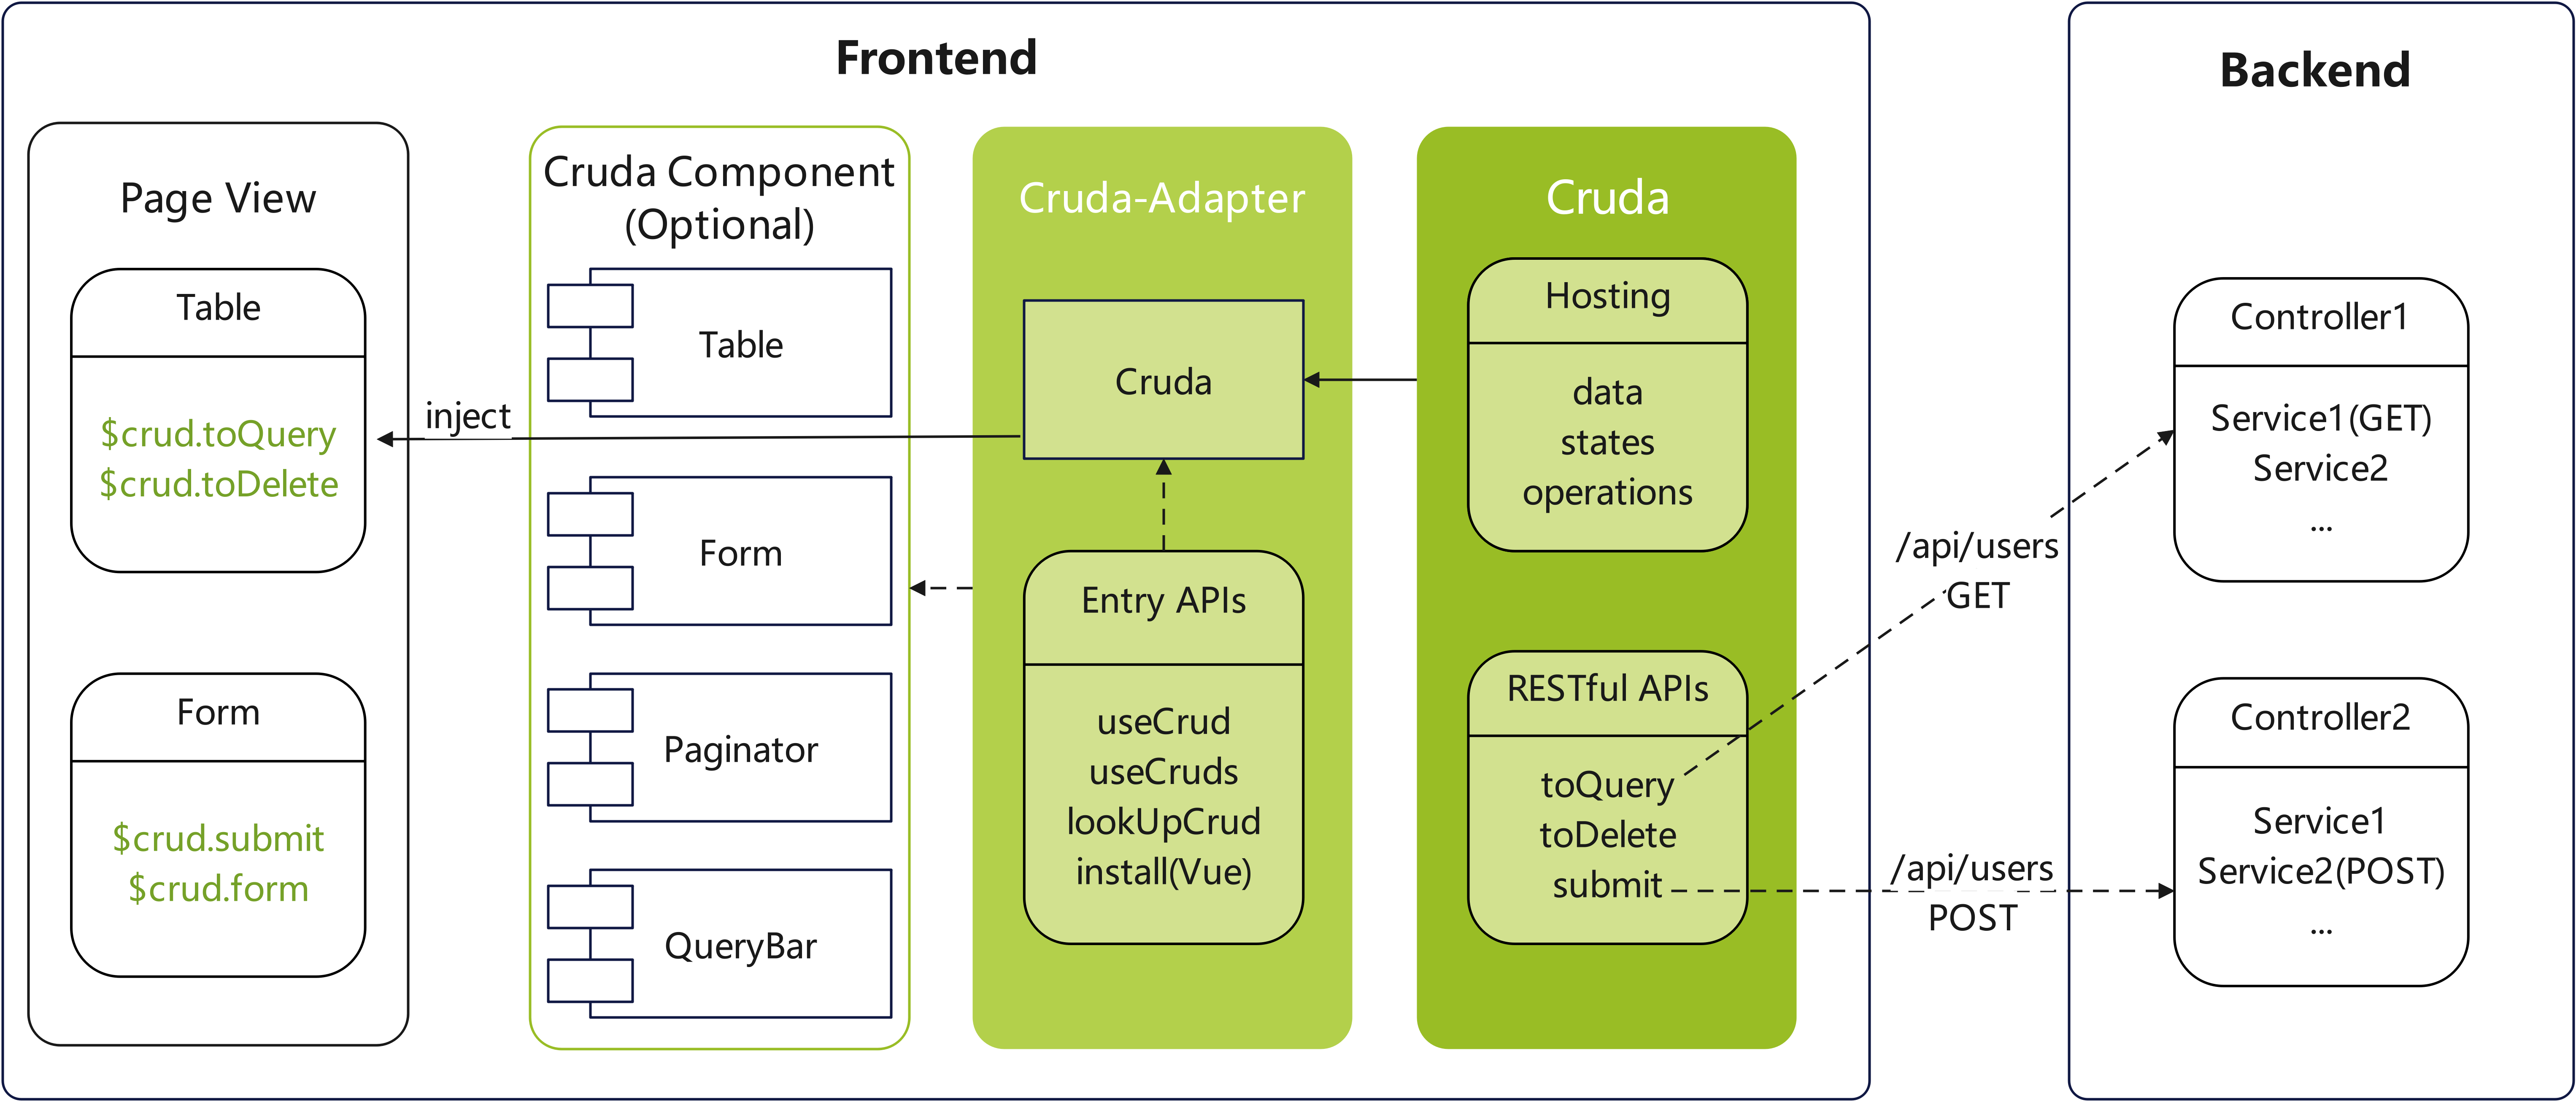 Frontend
Page View
Table
$crud.toQuery
$crud.toDelete
Form
$crud.submit
$crud.form
inject
Cruda Component
(Optional)
Table
Form
Paginator
QueryBar
Cruda-Adapter
Cruda
Entry APIs
useCrud
useCruds
lookUpCrud
install(Vue)
Cruda
Hosting
data
states
operations
RESTful APIs
toQuery
toDelete
submit
/api/users
GET
/api/users
POST
Backend
Controller1
Service1(GET)
Service2
...
Controller2
Service1
Service2(POST)
...